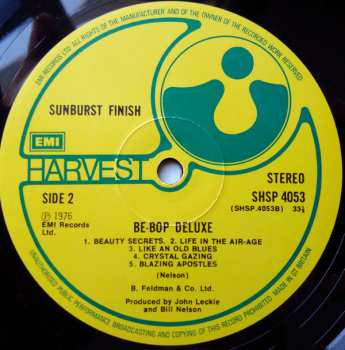 ALL RIGHTS OF THE MANUFACTURER AND OF THE OWNER OF THE RECORDED WORK RESERVED
SUNBURST FINISH
EMI
HARVEST
STEREO
SHSP 4053
(SHSP.4053B) 33⅓
SIDE 2
℗ 1976
EMI Records
Ltd.
BE-BOP DELUXE
1. BEAUTY SECRETS. 2. LIFE IN THE AIR-AGE
3. LIKE AN OLD BLUES
4. CRYSTAL GAZING
5. BLAZING APOSTLES
(Nelson)
B. Feldman & Co. Ltd.
Produced by John Leckie
and Bill Nelson
UNAUTHORISED PUBLIC PERFORMANCE BROADCASTING AND COPYING OF THIS RECORD PROHIBITED MADE IN GT BRITAIN